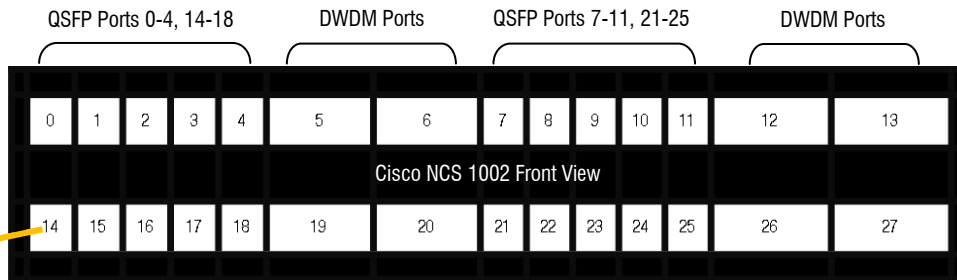 QSFP Ports 0-4, 14-18 DWDM Ports QSFP Ports 7-11, 21-25 DWDM Ports
0 1 2 3 4 5 6 7 8 9 10 11 12 13
Cisco NCS 1002 Front View
14 15 16 17 18 19 20 21 22 23 24 25 26 27